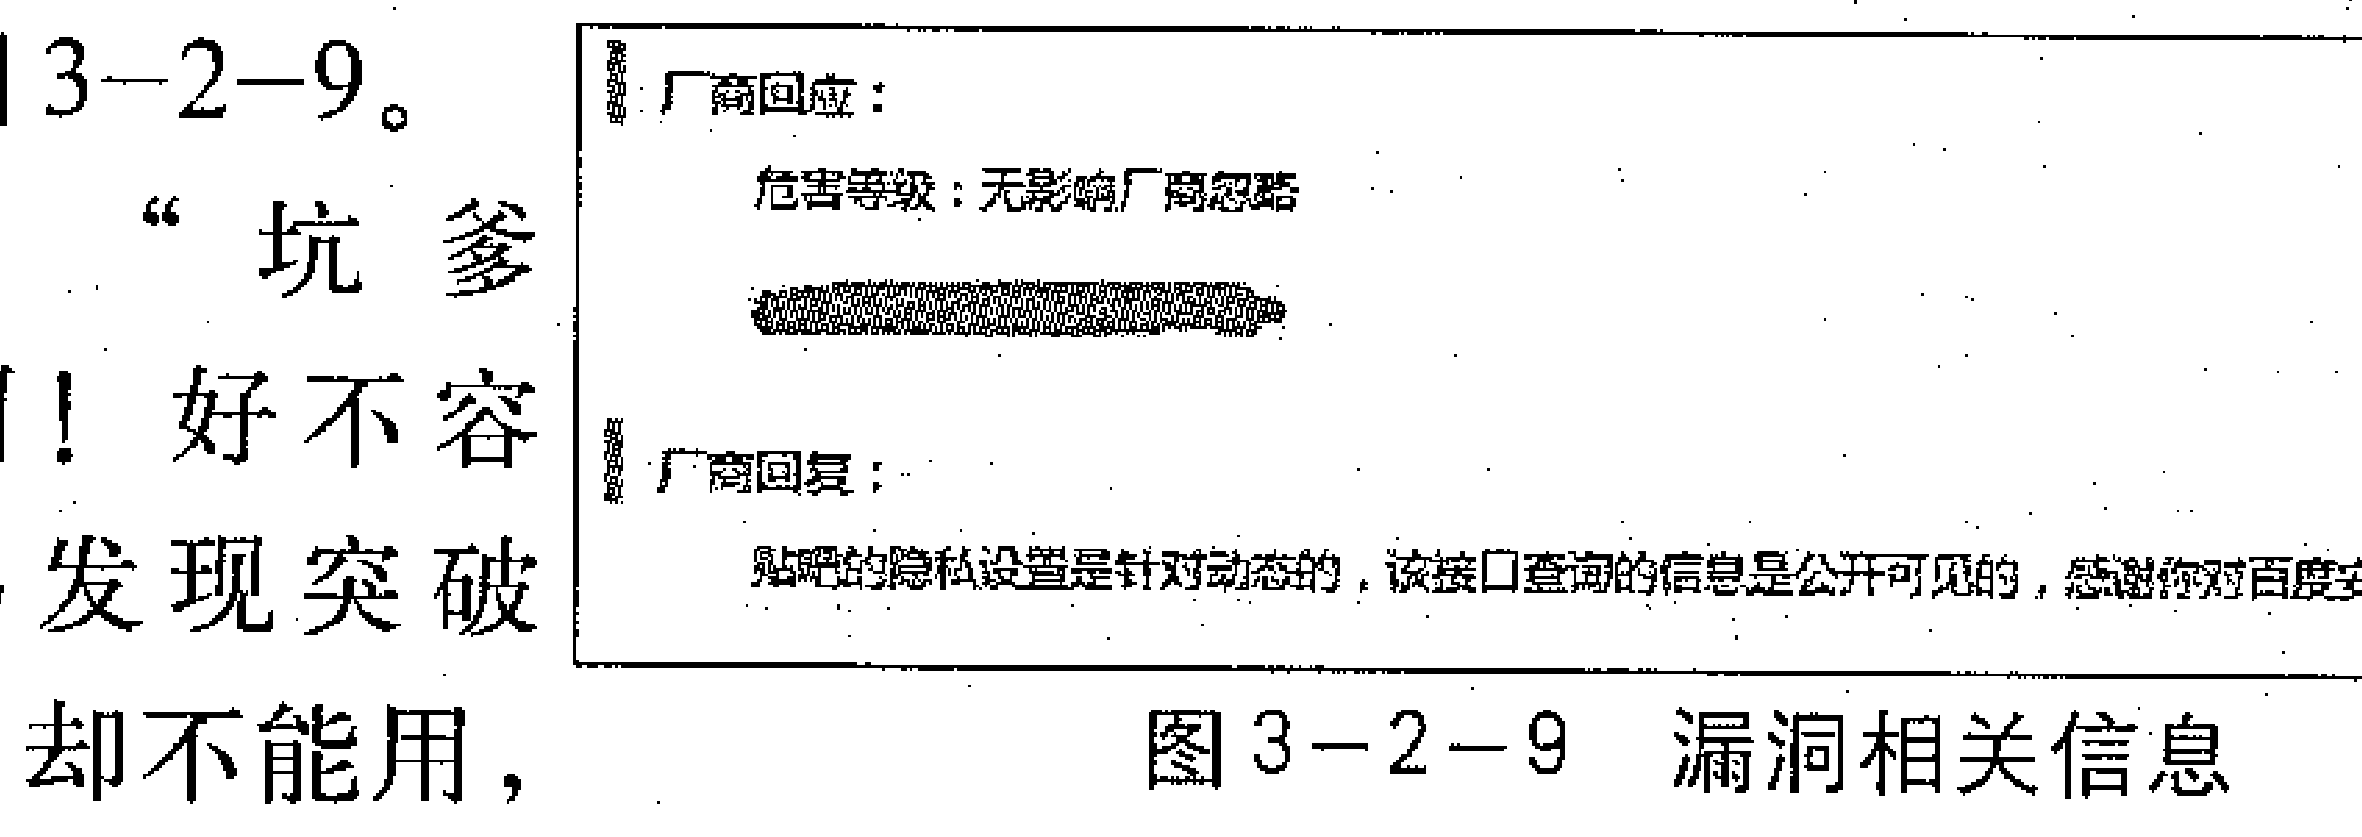 3-2-9。
“坑爹
！好不容
发现突破
却不能用，
厂商回应：
危害等级：无影响厂商忽略
厂商回复：
贴吧的隐私设置是针对动态的，该接口查询的信息是公开可见的，感谢你对百度安
图3-2-9 漏洞相关信息